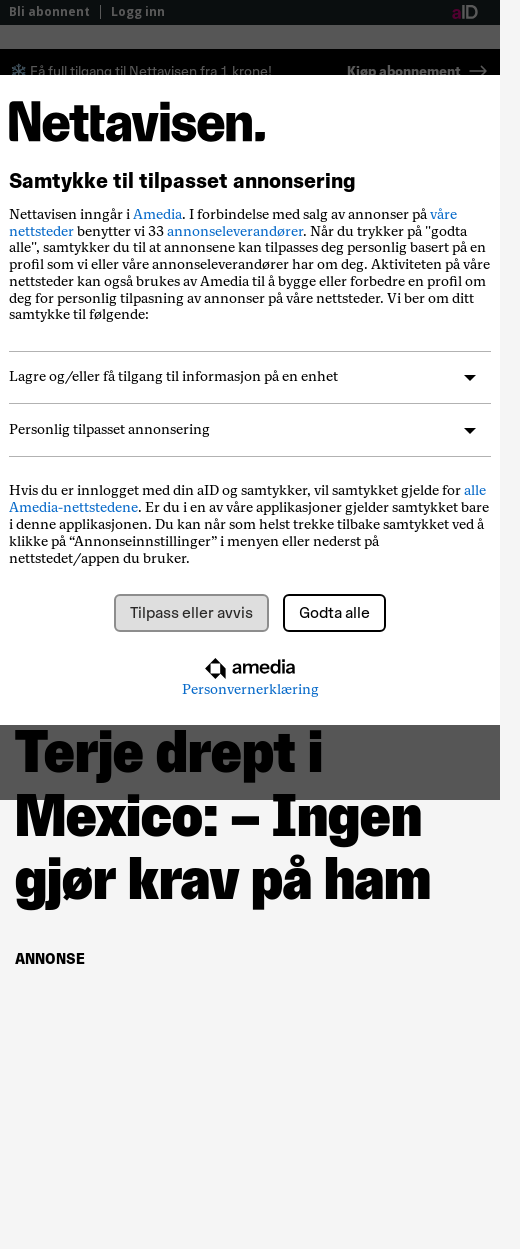 Bli abonnent | Logg inn
aID
Få full tilgang til Nettavisen fra 1 krone!
Kjøp abonnement →
Nettavisen.
Samtykke til tilpasset annonsering
Nettavisen inngår i Amedia. I forbindelse med salg av annonser på våre
nettsteder benytter vi 33 annonseleverandører. Når du trykker på "godta
alle", samtykker du til at annonsene kan tilpasses deg personlig basert på en
profil som vi eller våre annonseleverandører har om deg. Aktiviteten på våre
nettsteder kan også brukes av Amedia til å bygge eller forbedre en profil om
deg for personlig tilpasning av annonser på våre nettsteder. Vi ber om ditt
samtykke til følgende:
Lagre og/eller få tilgang til informasjon på en enhet
Personlig tilpasset annonsering
Hvis du er innlogget med din aID og samtykker, vil samtykket gjelde for alle
Amedia-nettstedene. Er du i en av våre applikasjoner gjelder samtykket bare
i denne applikasjonen. Du kan når som helst trekke tilbake samtykket ved å
klikke på “Annonseinnstillinger” i menyen eller nederst på
nettstedet/appen du bruker.
Tilpass eller avvis
Godta alle
amedia
Personvernerklæring
Terje drept i
Mexico: – Ingen
gjør krav på ham
ANNONSE